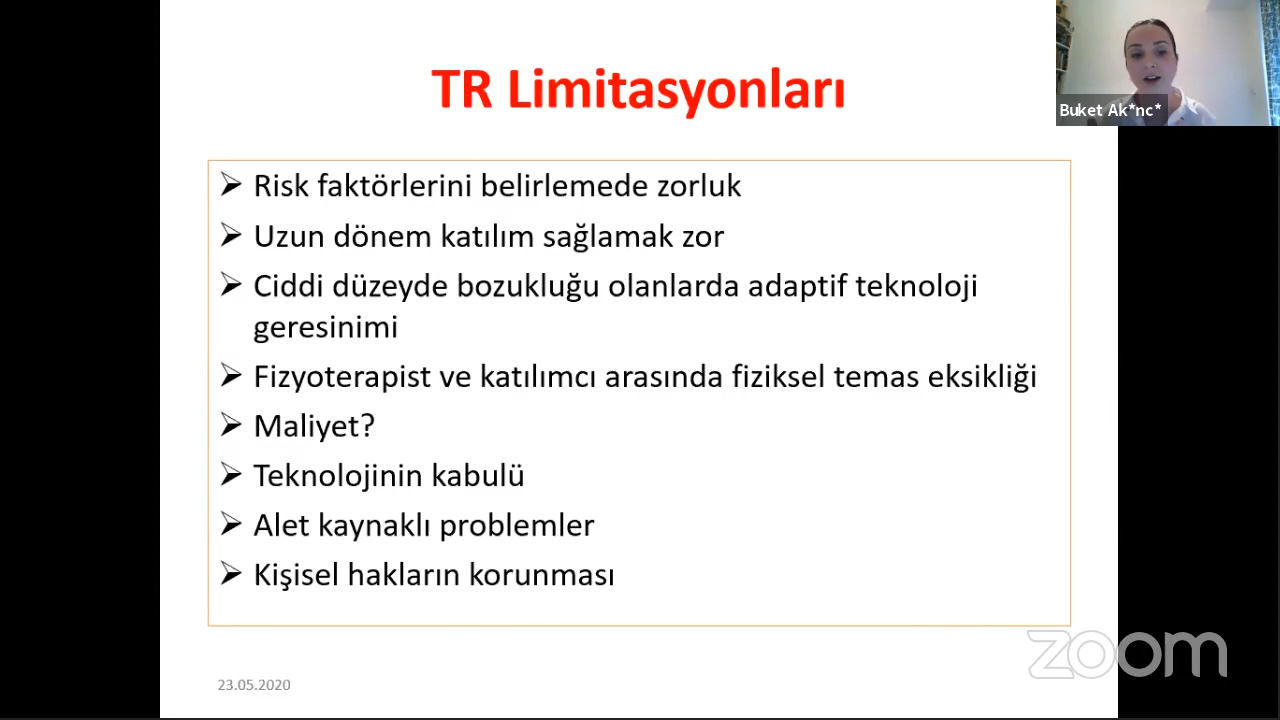 TR Limitasyonları
Buket Ak*nc*
➢ Risk faktörlerini belirlemede zorluk
➢ Uzun dönem katılım sağlamak zor
➢ Ciddi düzeyde bozukluğu olanlarda adaptif teknoloji
geresinimi
➢ Fizyoterapist ve katılımcı arasında fiziksel temas eksikliği
➢ Maliyet?
➢ Teknolojinin kabulü
➢ Alet kaynaklı problemler
➢ Kişisel hakların korunması
zoom
23.05.2020